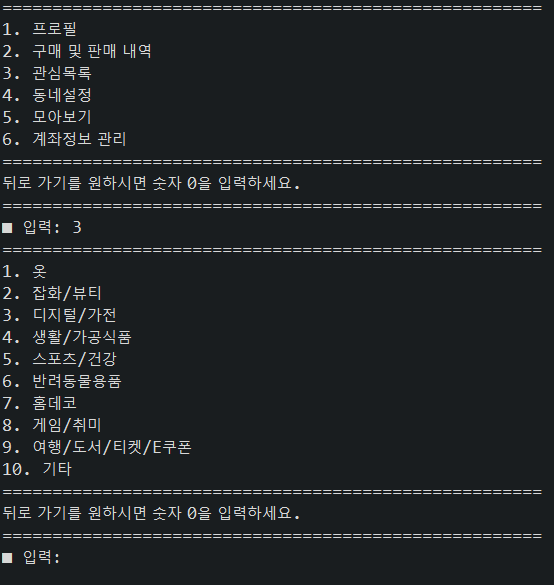 ======================================================
1. 프로필
2. 구매 및 판매 내역
3. 관심목록
4. 동네설정
5. 모아보기
6. 계좌정보 관리
======================================================
뒤로 가기를 원하시면 숫자 0을 입력하세요.
======================================================
■ 입력: 3
======================================================
1. 옷
2. 잡화/뷰티
3. 디지털/가전
4. 생활/가공식품
5. 스포츠/건강
6. 반려동물용품
7. 홈데코
8. 게임/취미
9. 여행/도서/티켓/E쿠폰
10. 기타
======================================================
뒤로 가기를 원하시면 숫자 0을 입력하세요.
======================================================
■ 입력: